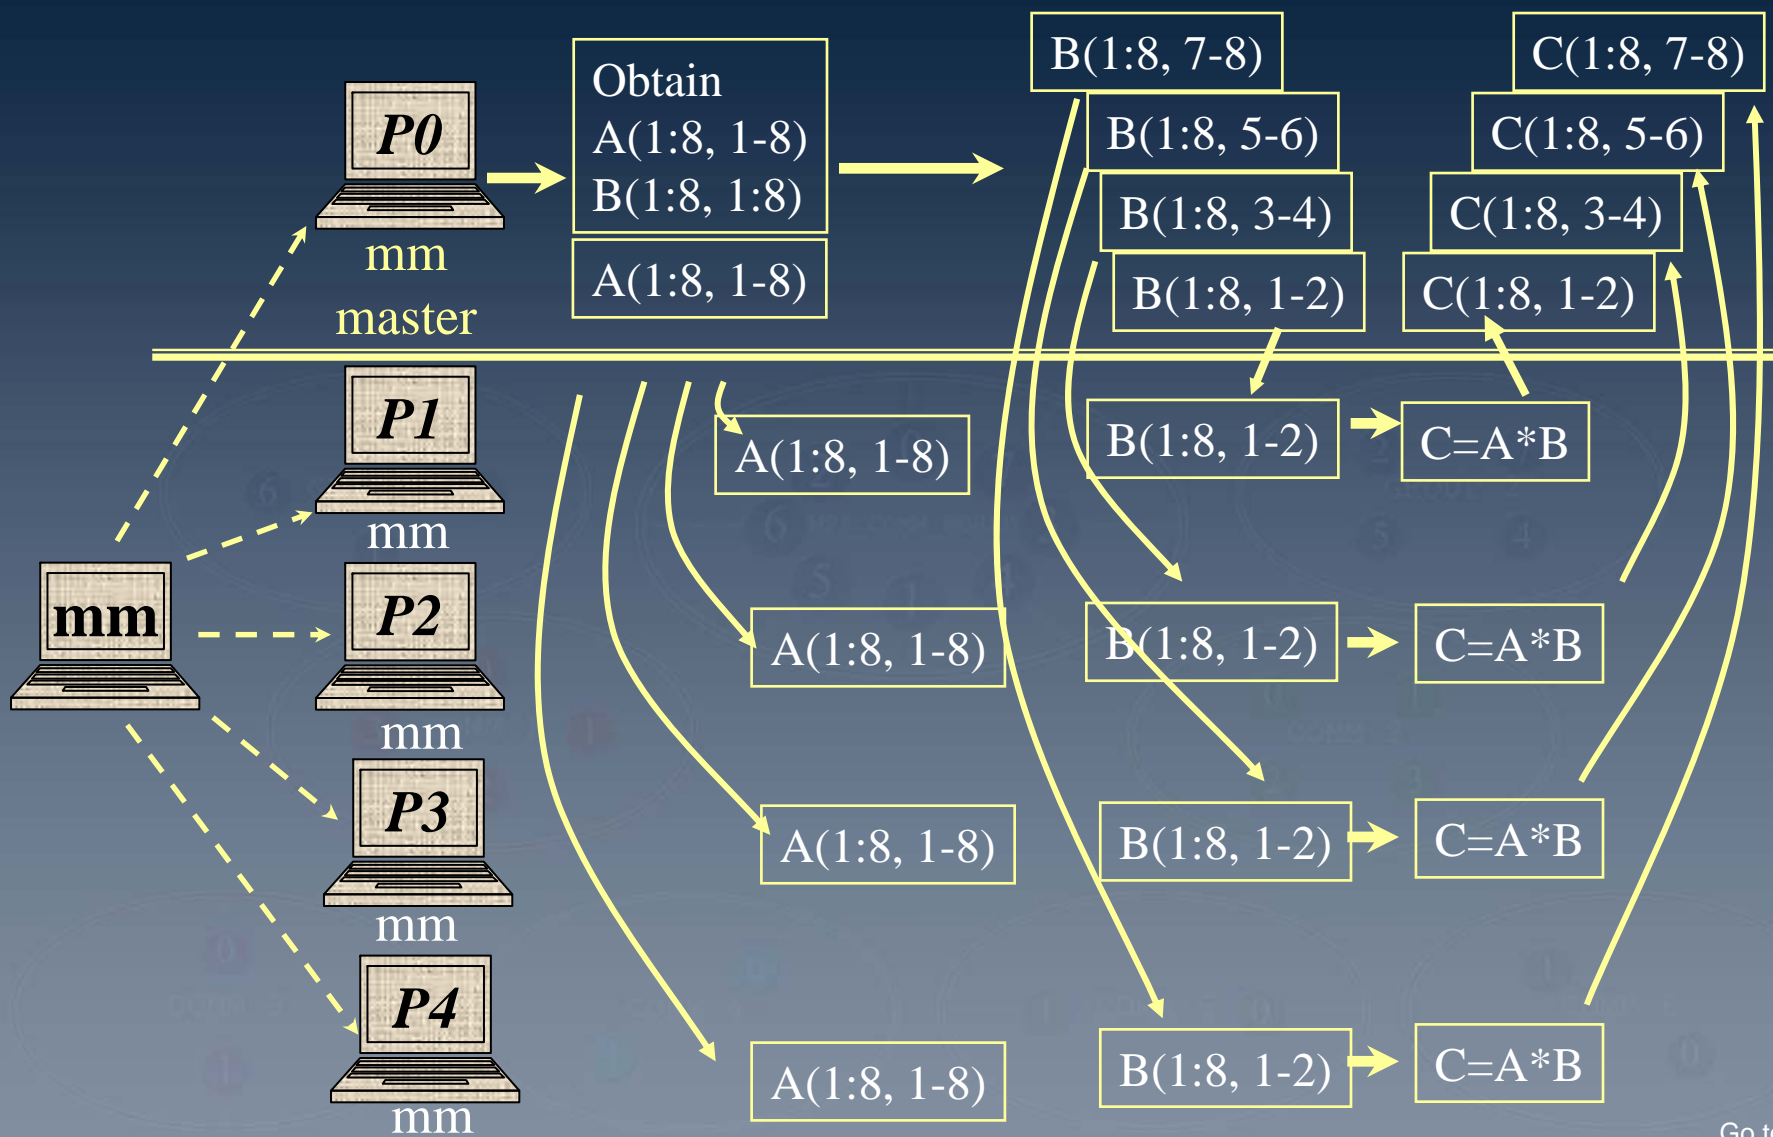 P0
mm
master
Obtain
A(1:8, 1-8)
B(1:8, 1:8)
A(1:8, 1-8)
B(1:8, 7-8)
B(1:8, 5-6)
B(1:8, 3-4)
B(1:8, 1-2)
C(1:8, 7-8)
C(1:8, 5-6)
C(1:8, 3-4)
C(1:8, 1-2)
mm
P1
mm
A(1:8, 1-8)
B(1:8, 1-2)
C=A*B
P2
mm
A(1:8, 1-8)
B(1:8, 1-2)
C=A*B
P3
mm
A(1:8, 1-8)
B(1:8, 1-2)
C=A*B
P4
mm
A(1:8, 1-8)
B(1:8, 1-2)
C=A*B
Go